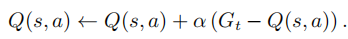 Q(s, a) ← Q(s, a) + α (G_t − Q(s, a)) .